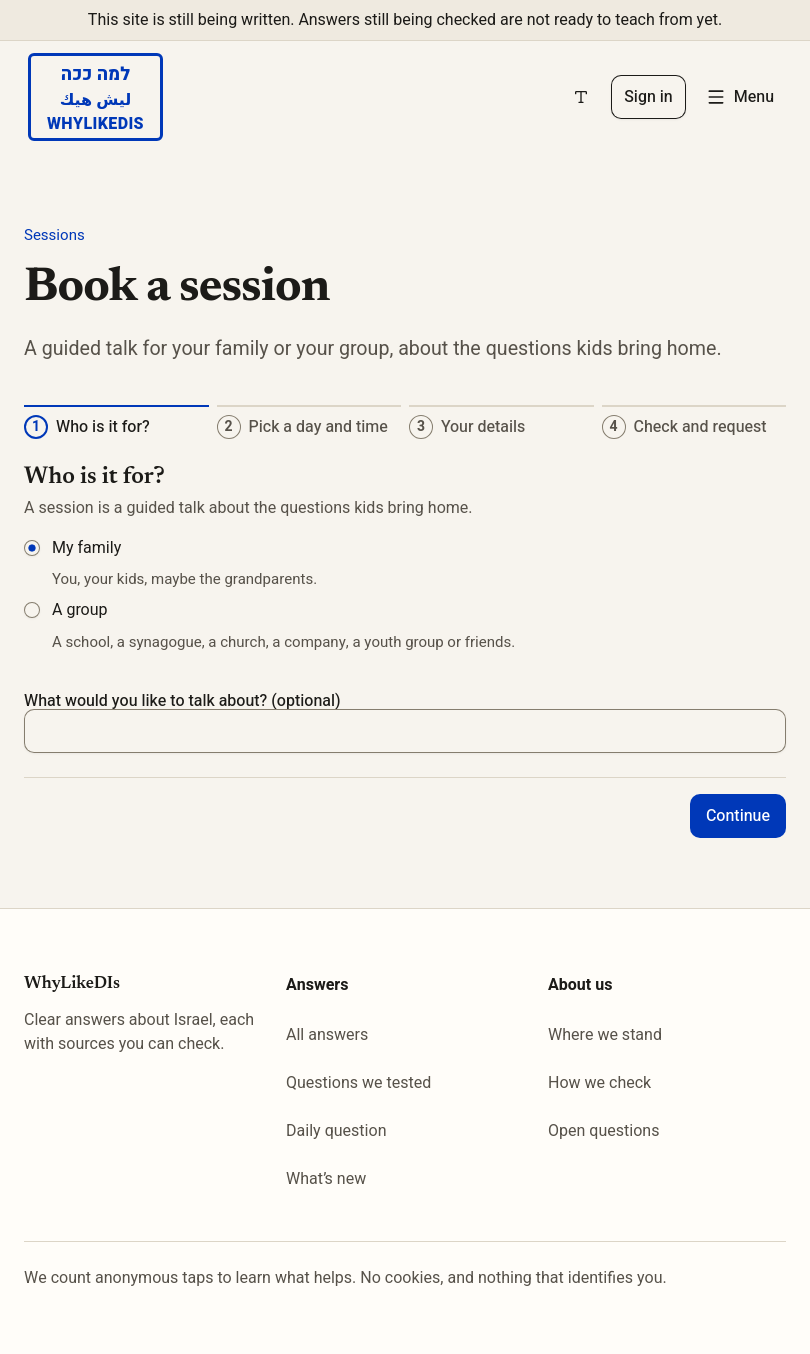 This site is still being written. Answers still being checked are not ready to teach from yet.
למה ככה
ليش هيك
WHYLIKEDIS
T
Sign in
Menu
Sessions
Book a session
A guided talk for your family or your group, about the questions kids bring home.
1 Who is it for?
2 Pick a day and time
3 Your details
4 Check and request
Who is it for?
A session is a guided talk about the questions kids bring home.
My family
You, your kids, maybe the grandparents.
A group
A school, a synagogue, a church, a company, a youth group or friends.
What would you like to talk about? (optional)
Continue
WhyLikeDIs
Clear answers about Israel, each
with sources you can check.
Answers
All answers
Questions we tested
Daily question
What’s new
About us
Where we stand
How we check
Open questions
We count anonymous taps to learn what helps. No cookies, and nothing that identifies you.